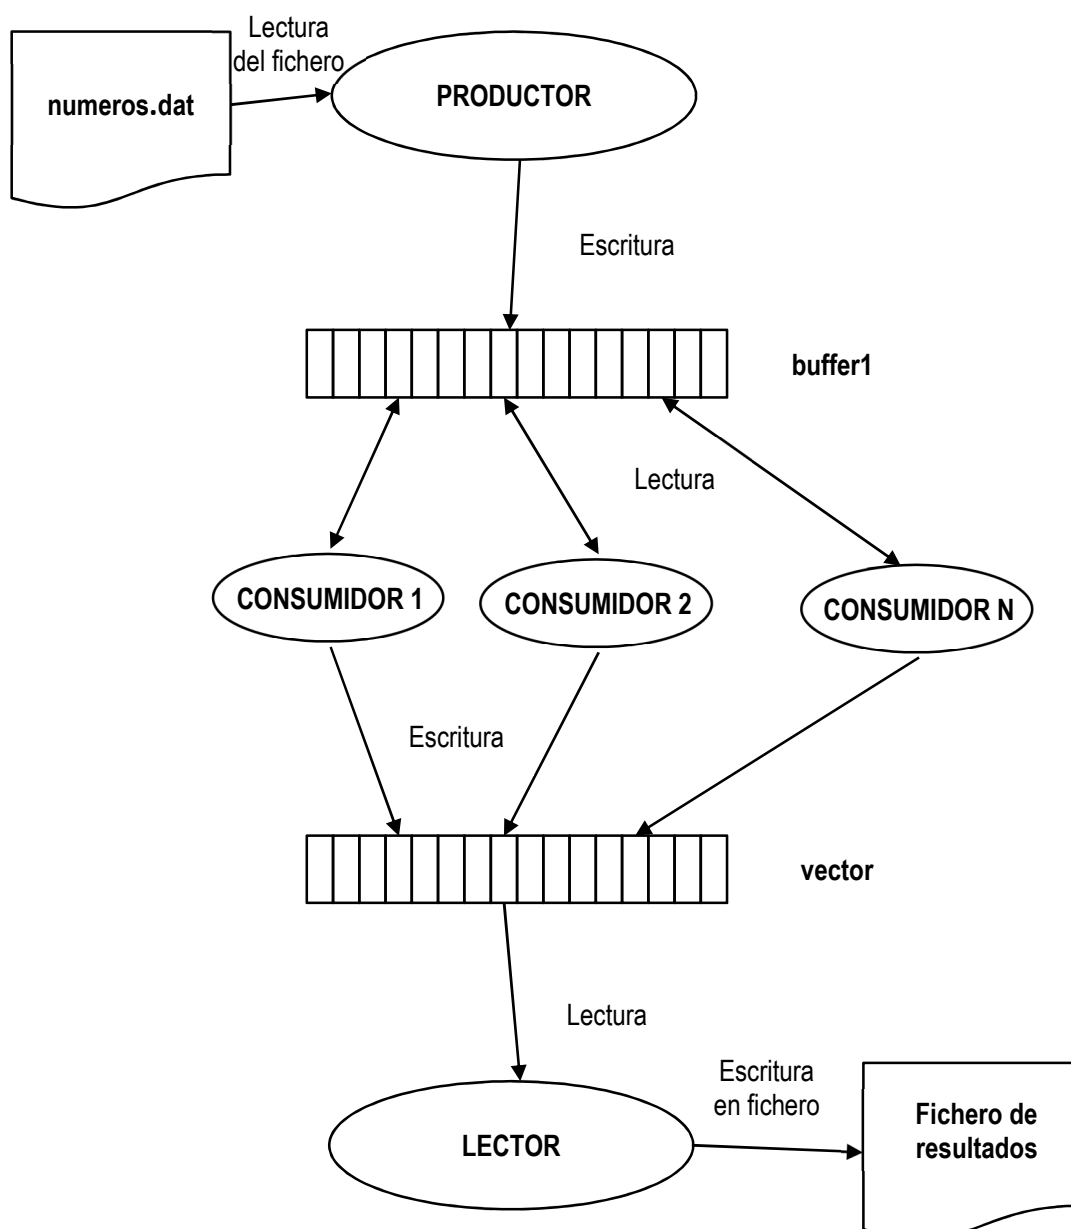 Lectura
del fichero
numeros.dat
PRODUCTOR
Escritura
buffer1
Lectura
CONSUMIDOR 1
CONSUMIDOR 2
CONSUMIDOR N
Escritura
vector
Lectura
Escritura
en fichero
LECTOR
Fichero de
resultados